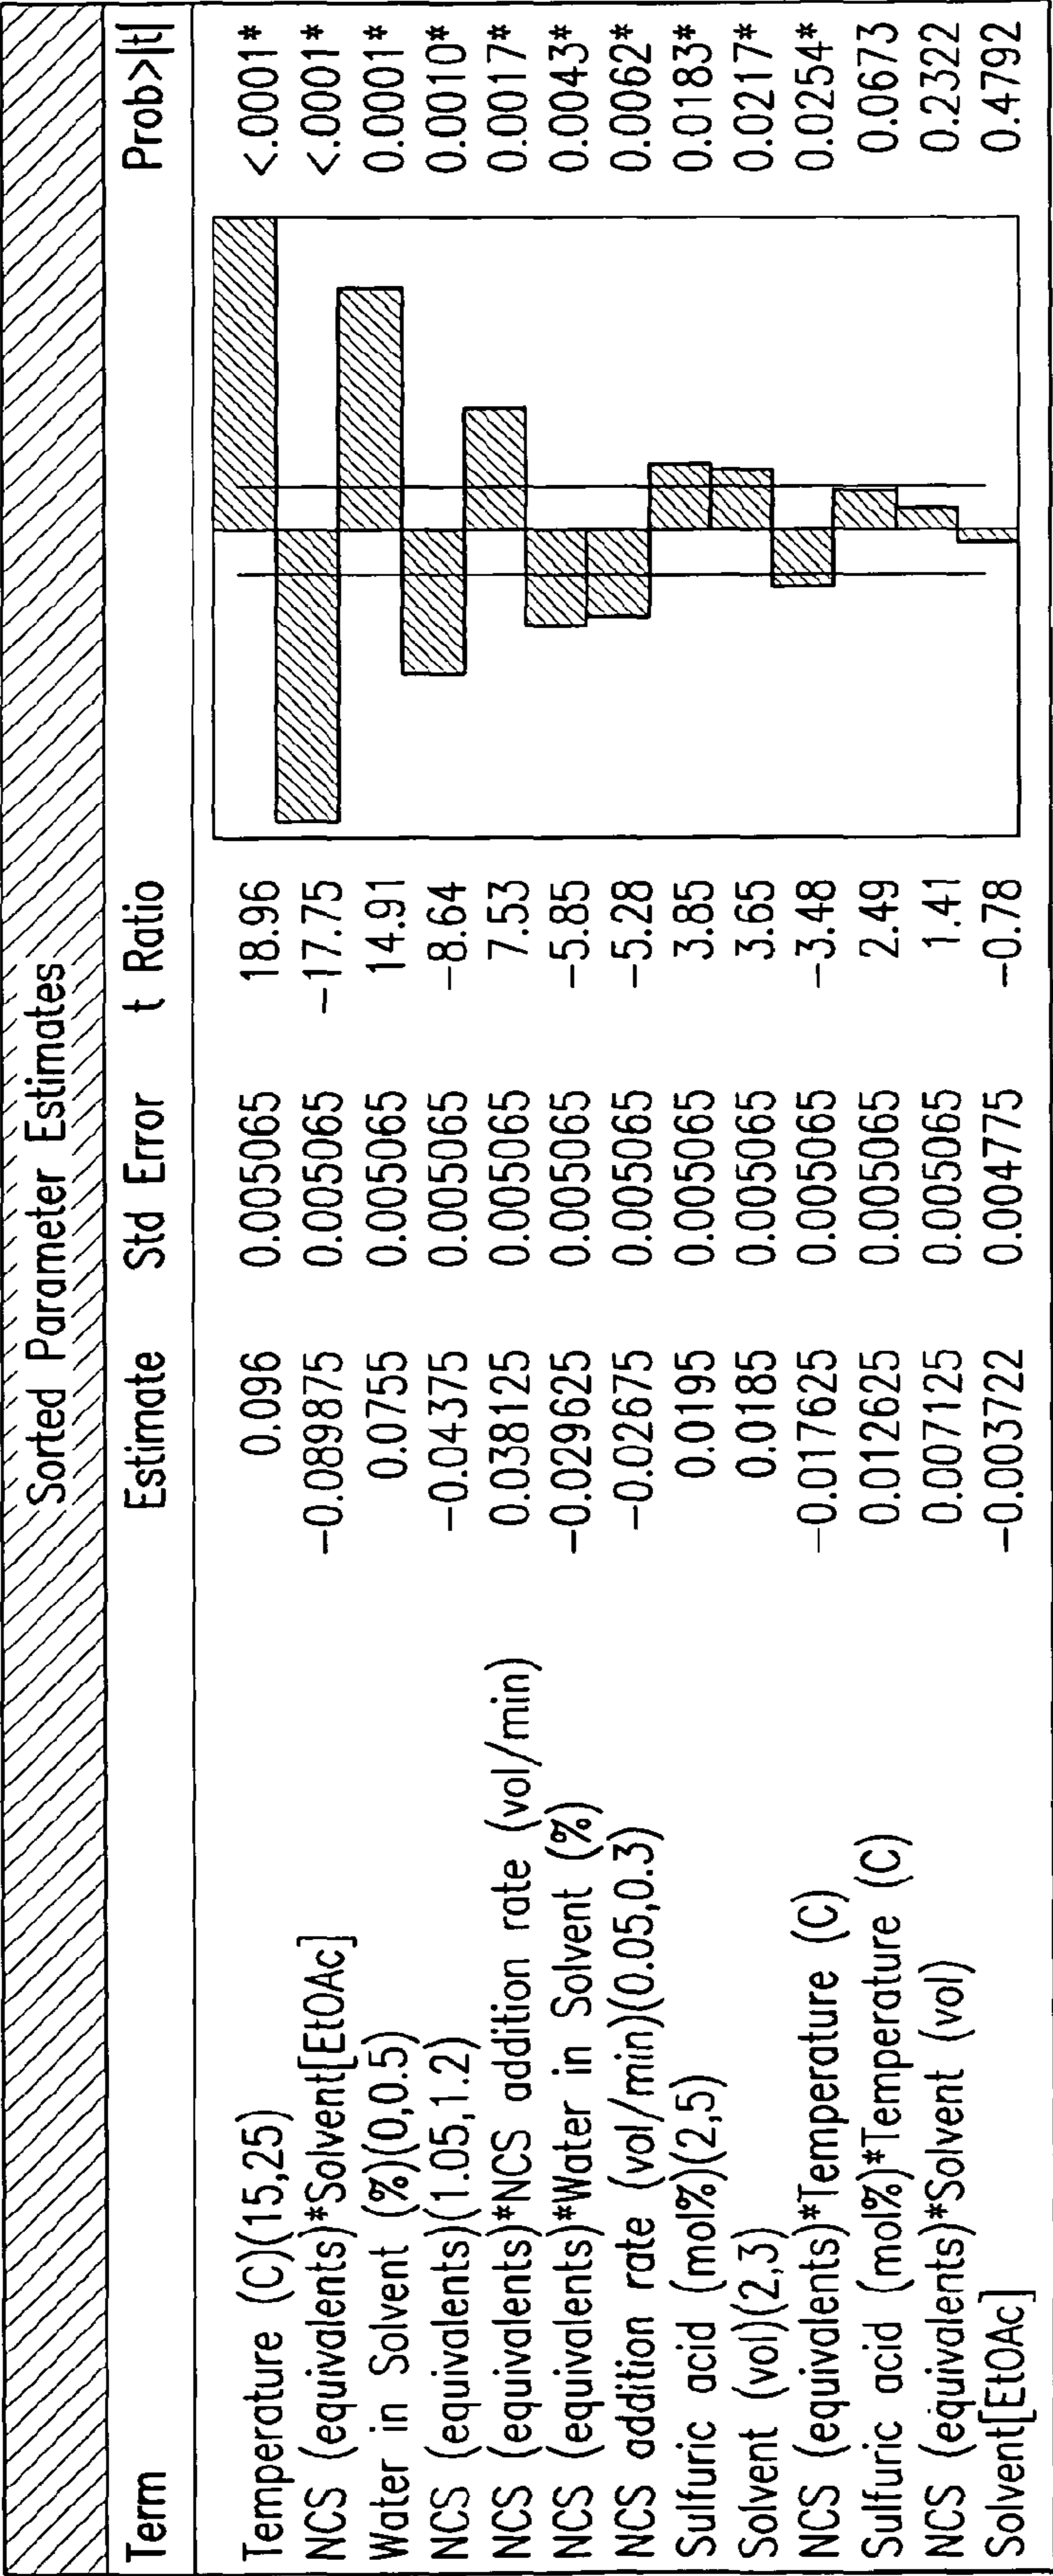 Sorted Parameter Estimates
Term Estimate Std Error t Ratio Prob>|t|
Temperature (C)(15,25) 0.096 0.005065 18.96 <.0001*
NCS (equivalents)*Solvent[EtOAc] -0.089875 0.005065 -17.75 <.0001*
Water in Solvent (%)(0,0.5) 0.0755 0.005065 14.91 0.0001*
NCS (equivalents)(1.05,1.2) -0.04375 0.005065 -8.64 0.0010*
NCS (equivalents)*NCS addition rate (vol/min) 0.038125 0.005065 7.53 0.0017*
NCS (equivalents)*Water in Solvent (%) -0.029625 0.005065 -5.85 0.0043*
NCS addition rate (vol/min)(0.05,0.3) -0.02675 0.005065 -5.28 0.0062*
Sulfuric acid (mol%)(2,5) 0.0195 0.005065 3.85 0.0183*
Solvent (vol)(2,3) 0.0185 0.005065 3.65 0.0217*
NCS (equivalents)*Temperature (C) -0.017625 0.005065 -3.48 0.0254*
Sulfuric acid (mol%)*Temperature (C) 0.012625 0.005065 2.49 0.0673
NCS (equivalents)*Solvent (vol) 0.007125 0.005065 1.41 0.2322
Solvent[EtOAc] -0.003722 0.004775 -0.78 0.4792